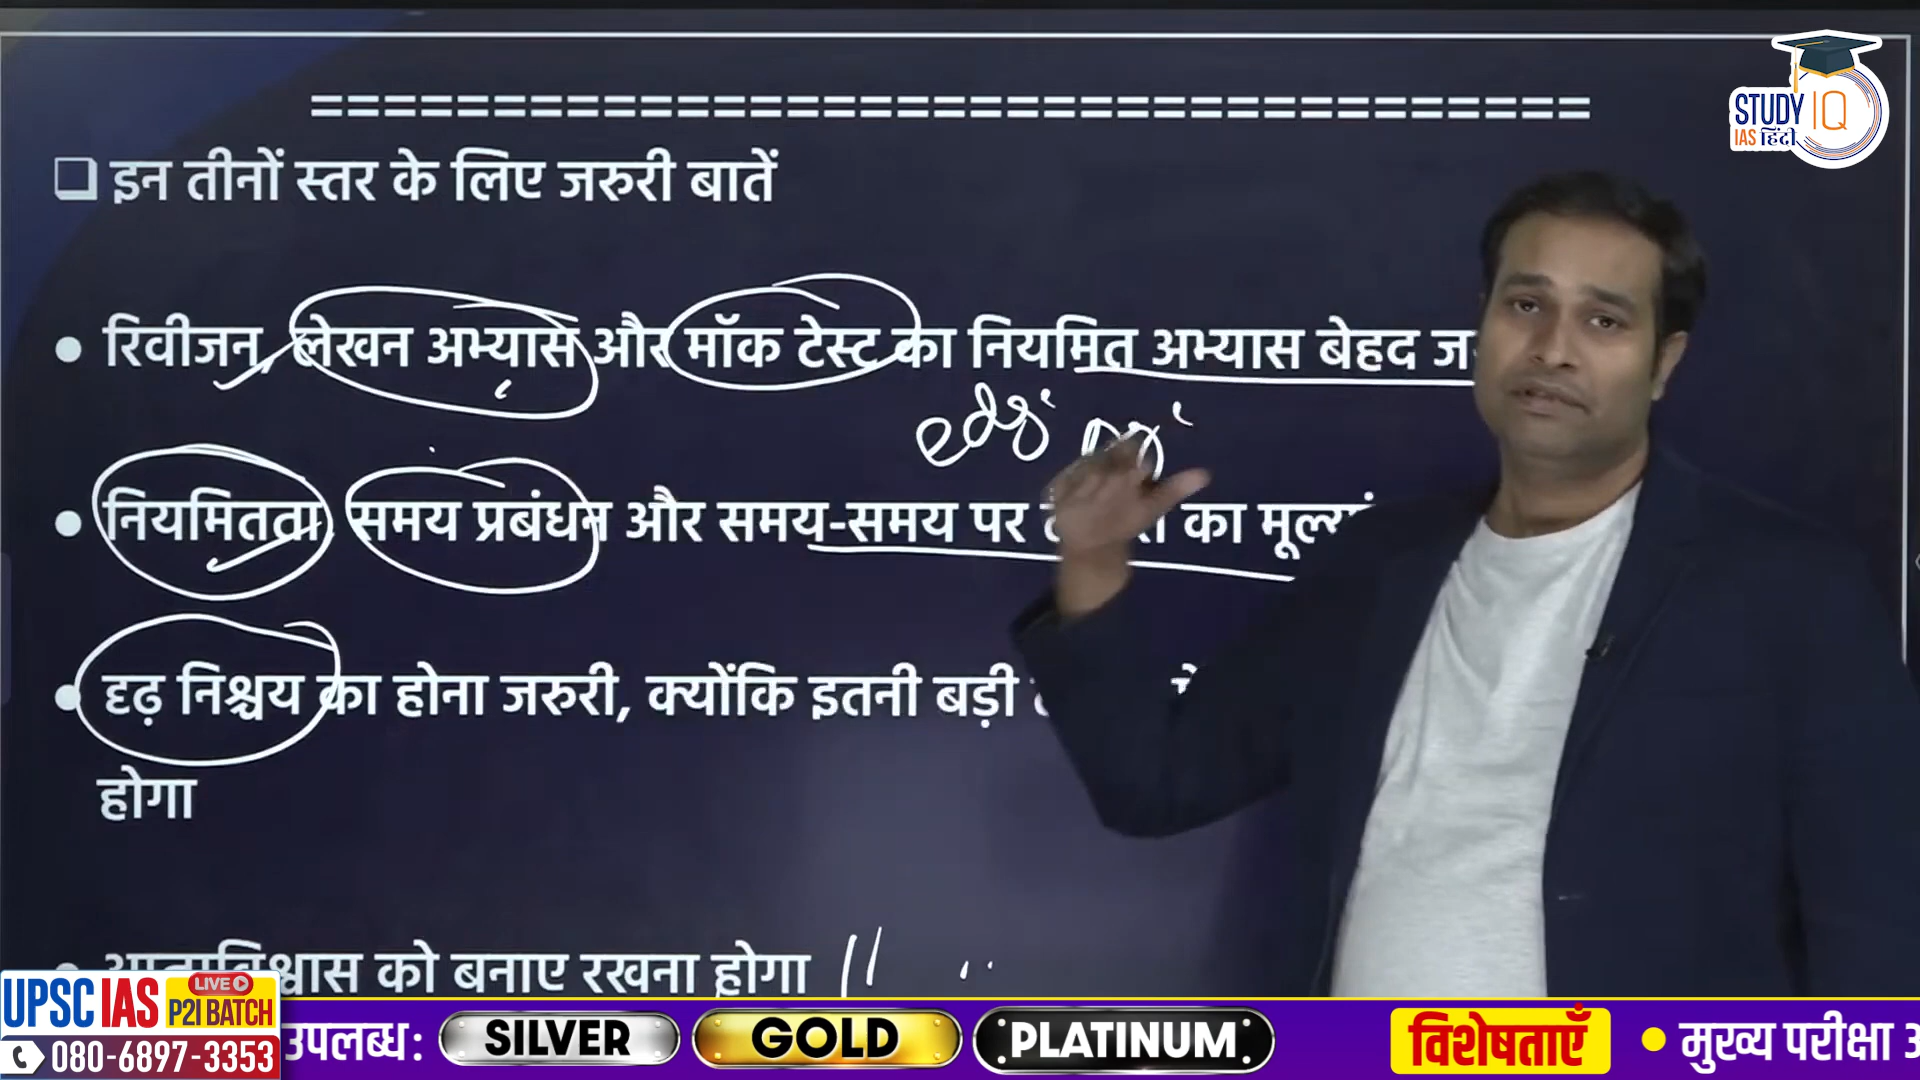 ===================================
STUDY IQ
IAS हिंदी
❑ इन तीनों स्तर के लिए जरुरी बातें
• रिवीजन, लेखन अभ्यास और मॉक टेस्ट का नियमित अभ्यास बेहद
• नियमितता, समय प्रबंधन और समय-समय पर का
• दृढ़ निश्चय का होना जरुरी, क्योंकि इतनी बड़ी
होगा
• आत्मविश्वास को बनाए रखना होगा
UPSC IAS LIVE P2I BATCH
080-6897-3353
उपलब्ध: SILVER GOLD PLATINUM विशेषताएँ • मुख्य परीक्षा